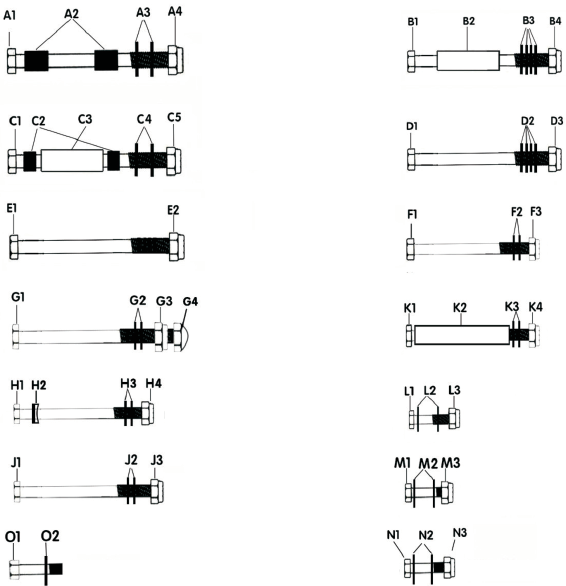 A1 A2 A3 A4
B1 B2 B3 B4
C1 C2 C3 C4 C5
D1 D2 D3
E1 E2
F1 F2 F3
G1 G2 G3 G4
K1 K2 K3 K4
H1 H2 H3 H4
L1 L2 L3
J1 J2 J3
M1 M2 M3
O1 O2
N1 N2 N3